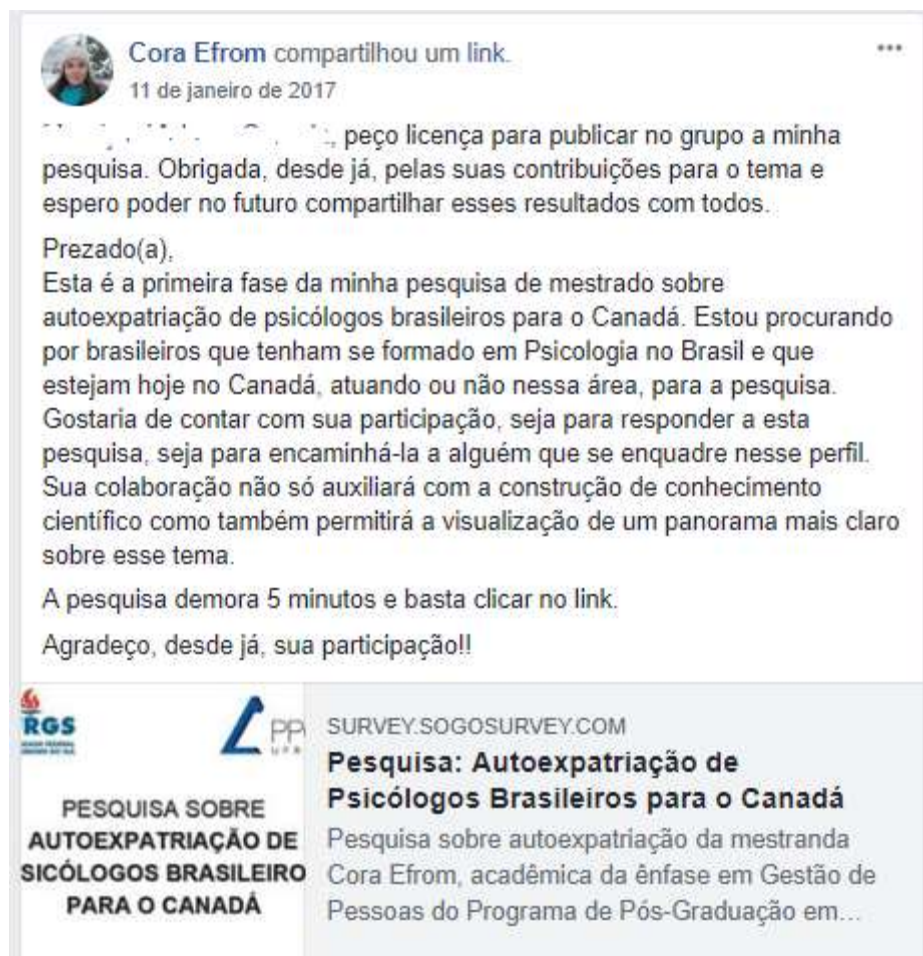 Cora Efrom compartilhou um link.
11 de janeiro de 2017
, peço licença para publicar no grupo a minha
pesquisa. Obrigada, desde já, pelas suas contribuições para o tema e
espero poder no futuro compartilhar esses resultados com todos.
Prezado(a),
Esta é a primeira fase da minha pesquisa de mestrado sobre
autoexpatriação de psicólogos brasileiros para o Canadá. Estou procurando
por brasileiros que tenham se formado em Psicologia no Brasil e que
estejam hoje no Canadá, atuando ou não nessa área, para a pesquisa.
Gostaria de contar com sua participação, seja para responder a esta
pesquisa, seja para encaminhá-la a alguém que se enquadre nesse perfil.
Sua colaboração não só auxiliará com a construção de conhecimento
científico como também permitirá a visualização de um panorama mais claro
sobre esse tema.
A pesquisa demora 5 minutos e basta clicar no link.
Agradeço, desde já, sua participação!!
RGS
PP
PESQUISA SOBRE
AUTOEXPATRIAÇÃO DE
SICÓLOGOS BRASILEIRO
PARA O CANADÁ
SURVEY.SOGOSURVEY.COM
Pesquisa: Autoexpatriação de
Psicólogos Brasileiros para o Canadá
Pesquisa sobre autoexpatriação da mestranda
Cora Efrom, acadêmica da ênfase em Gestão de
Pessoas do Programa de Pós-Graduação em...